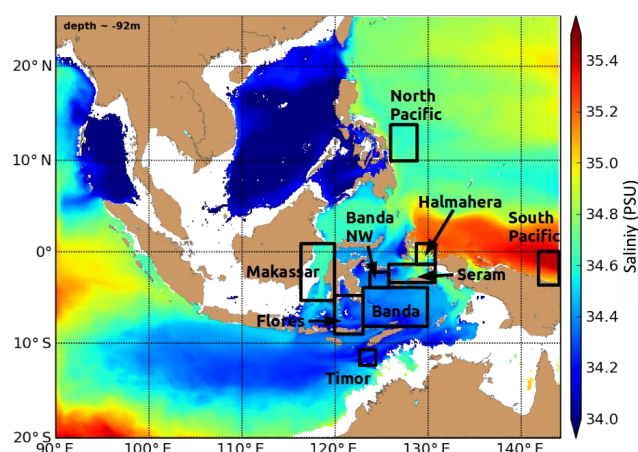 depth ~ -92m
20° N
10° N
0°
10° S
20° S
90° E
100° E
110° E
120° E
130° E
140° E
North
Pacific
Halmahera
Banda
NW
South
Pacific
Makassar
Seram
Flores
Banda
Timor
35.4
35.2
35.0
34.8
34.6
34.4
34.2
34.0
Saliniy (PSU)